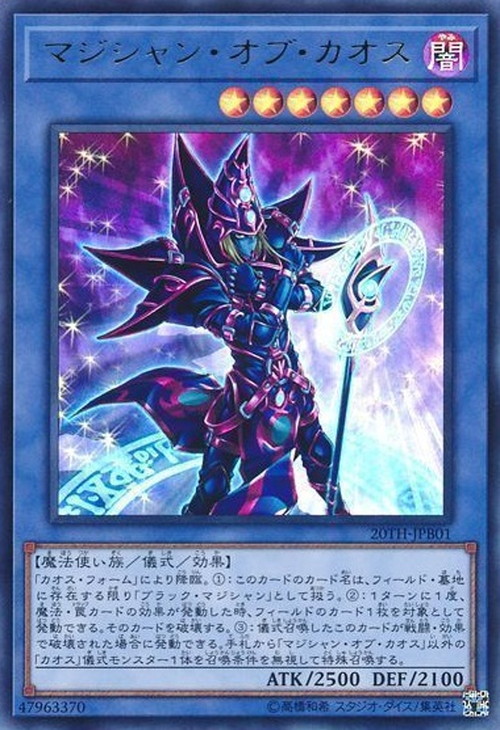 マジシャン・オブ・カオス
闇
20TH-JPB01
【魔法使い族／儀式／効果】
「カオス・フォーム」により降臨。①：このカードのカード名は、フィールド・墓地
に存在する限り「ブラック・マジシャン」として扱う。②：１ターンに１度、
魔法・罠カードの効果が発動した時、フィールドのカード１枚を対象として
発動できる。そのカードを破壊する。③：儀式召喚したこのカードが戦闘・効果
で破壊された場合に発動できる。手札から「マジシャン・オブ・カオス」以外の
「カオス」儀式モンスター１体を召喚条件を無視して特殊召喚する。
ATK/2500 DEF/2100
47963370
©高橋和希 スタジオ・ダイス/集英社